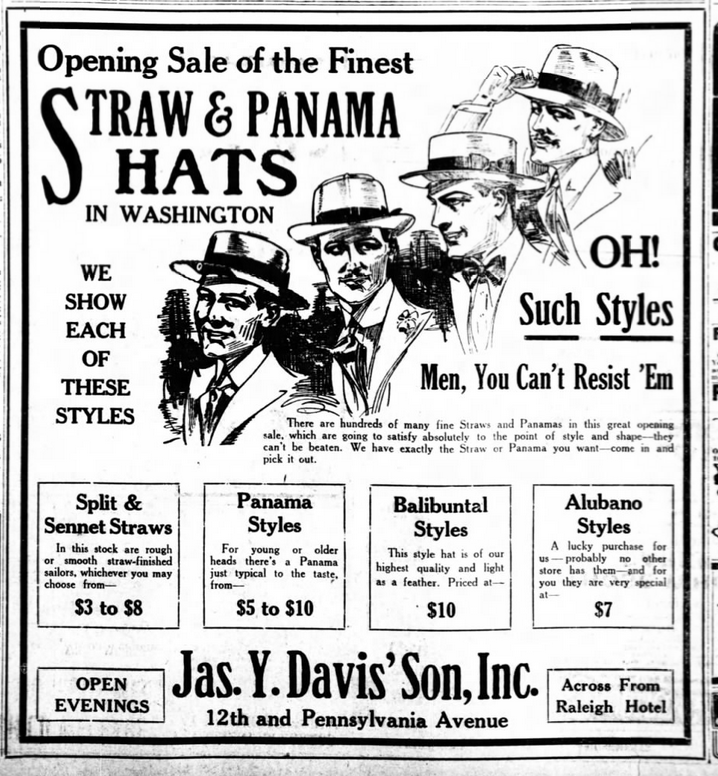 Opening Sale of the Finest
STRAW & PANAMA
HATS
IN WASHINGTON
WE
SHOW
EACH
OF
THESE
STYLES
OH!
Such Styles
Men, You Can't Resist 'Em
There are hundreds of many fine Straws and Panamas in this great opening
sale, which are going to satisfy absolutely to the point of style and shape—they
can't be beaten. We have exactly the Straw or Panama you want—come in and
pick it out.
Split &
Sennet Straws
In this stock are rough
or smooth straw-finished
sailors, whichever you may
choose from—
$3 to $8
Panama
Styles
For young or older
heads there's a Panama
just typical to the taste,
from—
$5 to $10
Balibuntal
Styles
This style hat is of our
highest quality and light
as a feather. Priced at—
$10
Alubano
Styles
A lucky purchase for
us—probably no other
store has them—and for
you they are very special
at—
$7
OPEN
EVENINGS
Jas. Y. Davis' Son, Inc.
12th and Pennsylvania Avenue
Across From
Raleigh Hotel